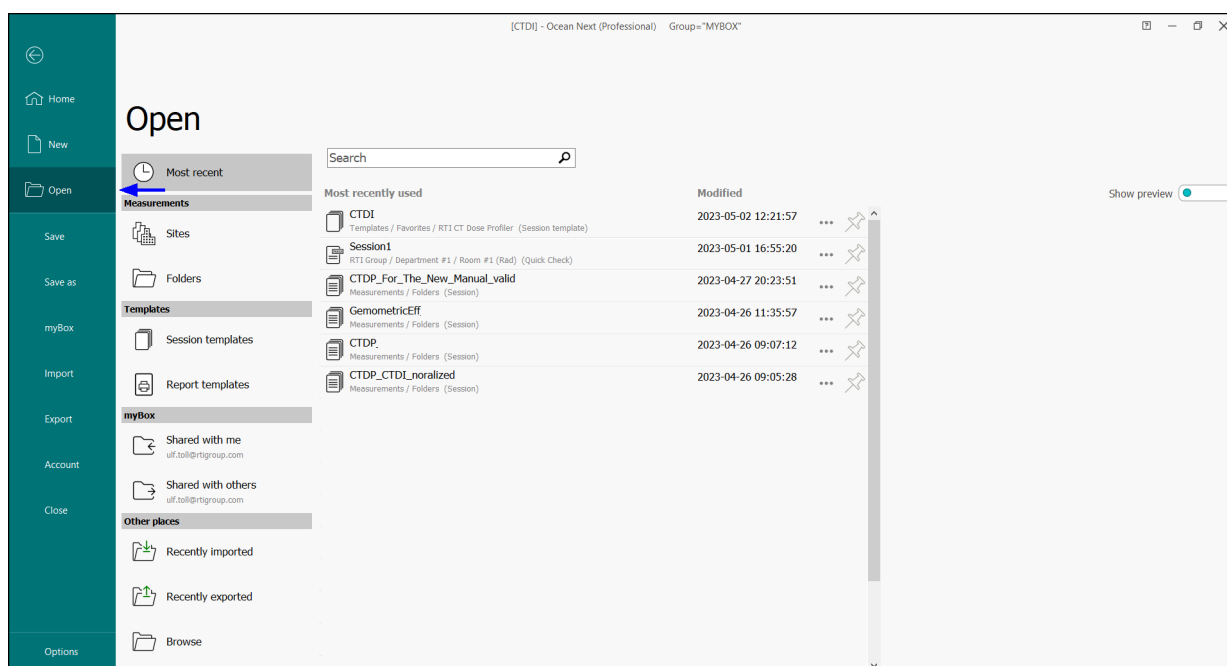 [CTDI] - Ocean Next (Professional) Group="MYBOX"
Home
New
Open
Save
Save as
myBox
Import
Export
Account
Close
Options
Open
Most recent
Measurements
Sites
Folders
Templates
Session templates
Report templates
myBox
Shared with me
ulf.toll@rtigroup.com
Shared with others
ulf.toll@rtigroup.com
Other places
Recently imported
Recently exported
Browse
Search
Most recently used Modified
CTDI 2023-05-02 12:21:57
Templates / Favorites / RTI CT Dose Profiler (Session template)
Session1 2023-05-01 16:55:20
RTI Group / Department #1 / Room #1 (Rad) (Quick Check)
CTDP_For_The_New_Manual_valid 2023-04-27 20:23:51
Measurements / Folders (Session)
GemometricEff 2023-04-26 11:35:57
Measurements / Folders (Session)
CTDP. 2023-04-26 09:07:12
Measurements / Folders (Session)
CTDP_CTDI_noralized 2023-04-26 09:05:28
Measurements / Folders (Session)
Show preview